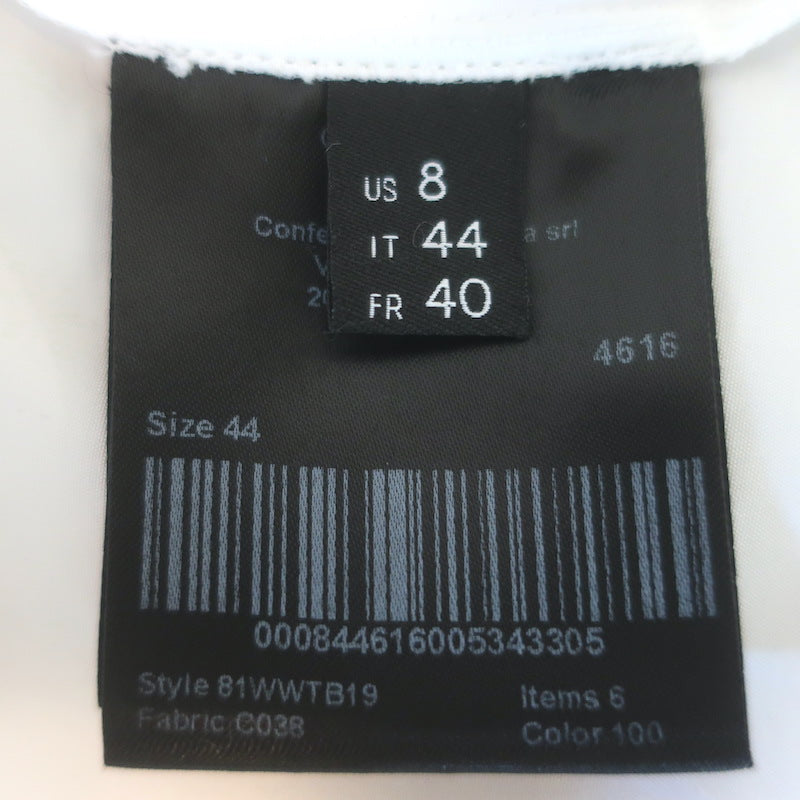 US 8
IT 44
FR 40
a srl
4616
Size 44
000844616005343305
Style 81WWTB19
Items 6
Fabric C038
Color 100